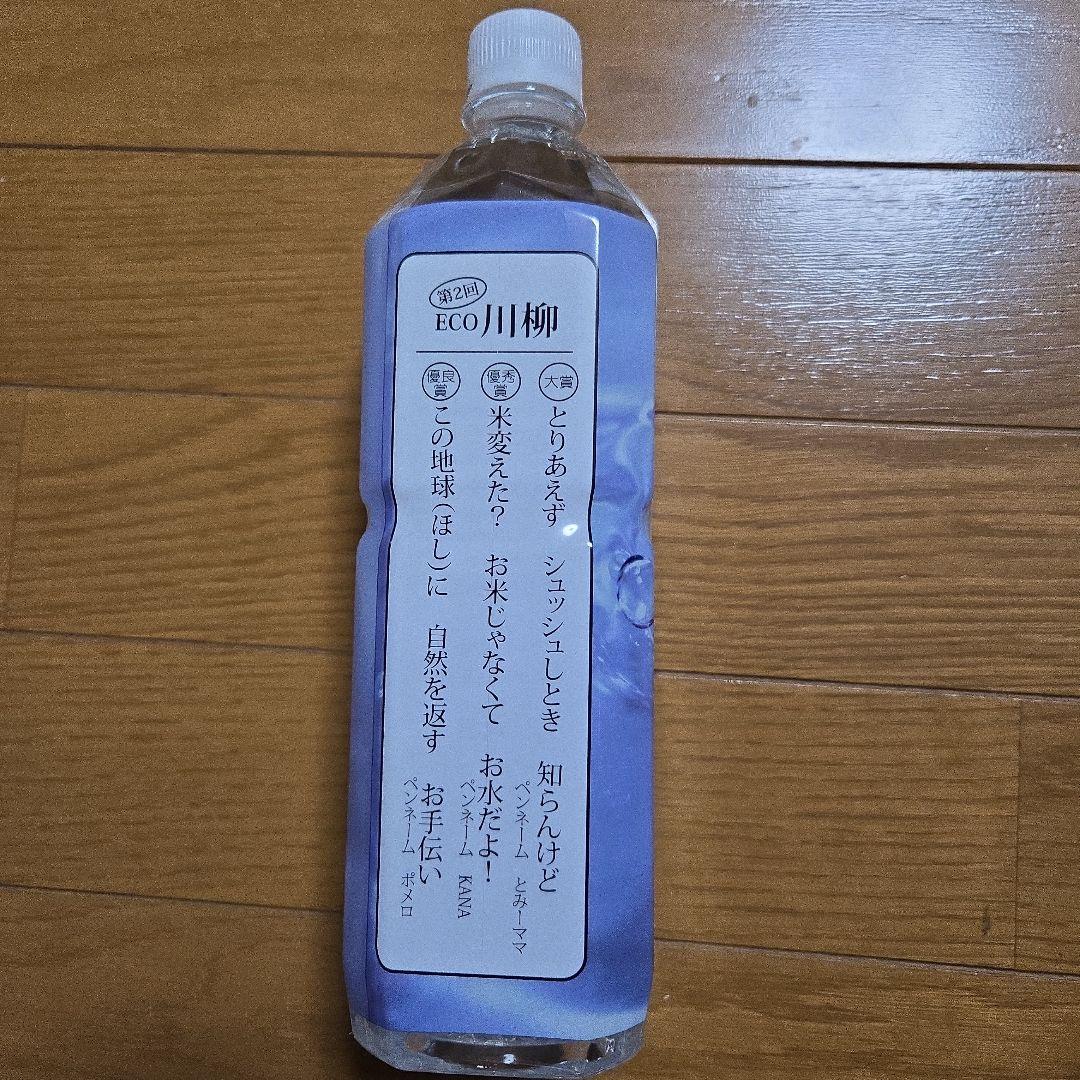 第2回
ECO川柳
大賞
とりあえず シュッシュしとき 知らんけど
ペンネーム とみーママ
優秀賞
米変えた? お米じゃなくて お水だよ!
ペンネーム KANA
優良賞
この地球(ほし)に 自然を返す お手伝い
ペンネーム ポメロ